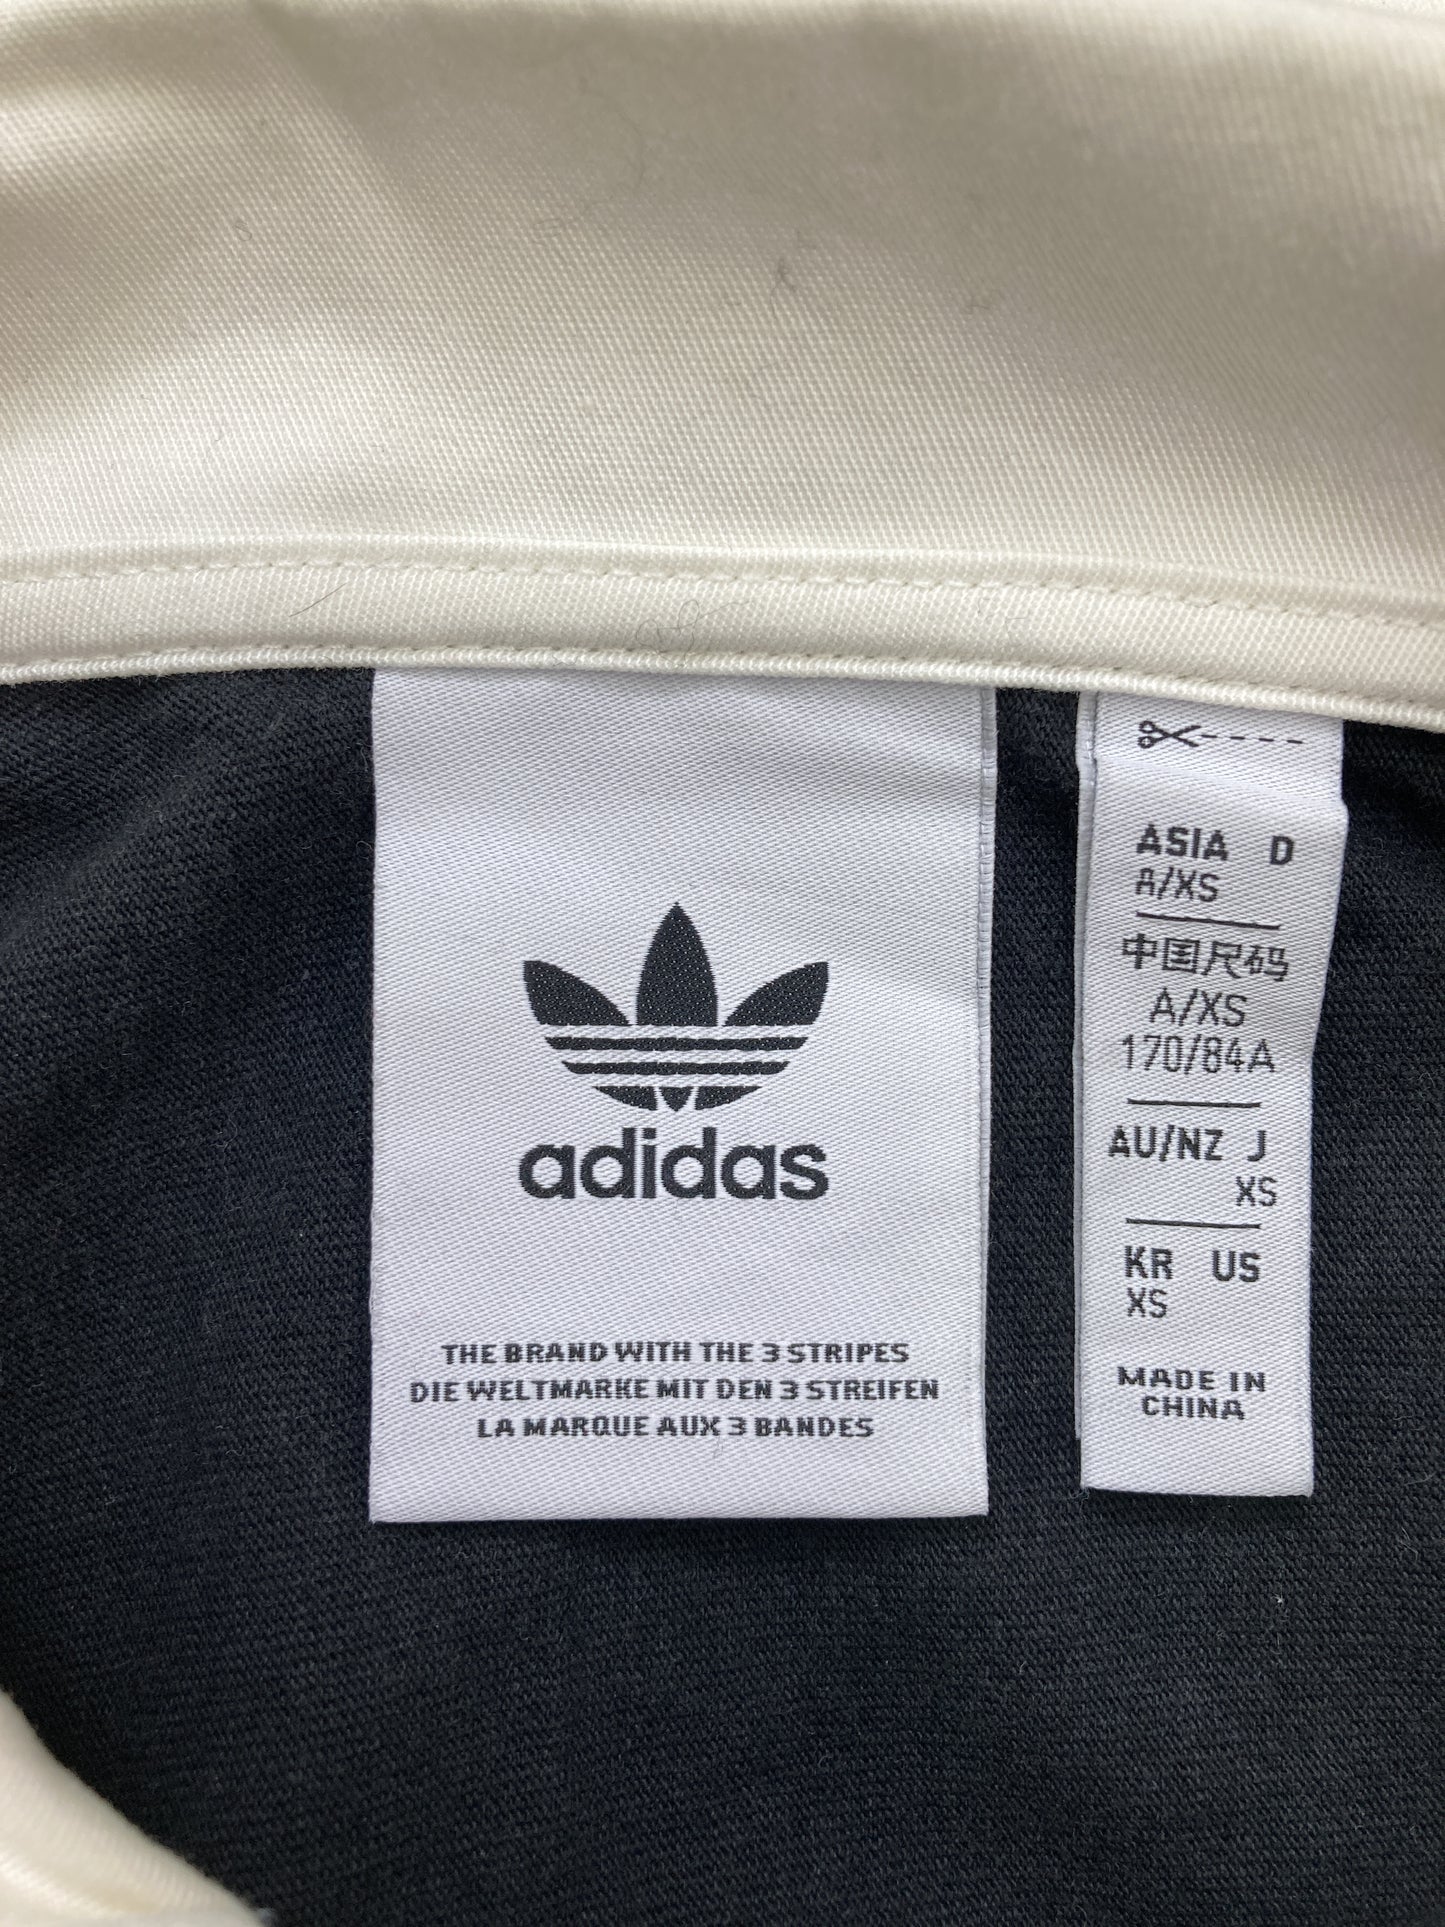 adidas
THE BRAND WITH THE 3 STRIPES
DIE WELTMARKE MIT DEN 3 STREIFEN
LA MARQUE AUX 3 BANDES
ASIA D
A/XS
中国尺码
A/XS
170/84A
AU/NZ J
XS
KR US
XS
MADE IN
CHINA